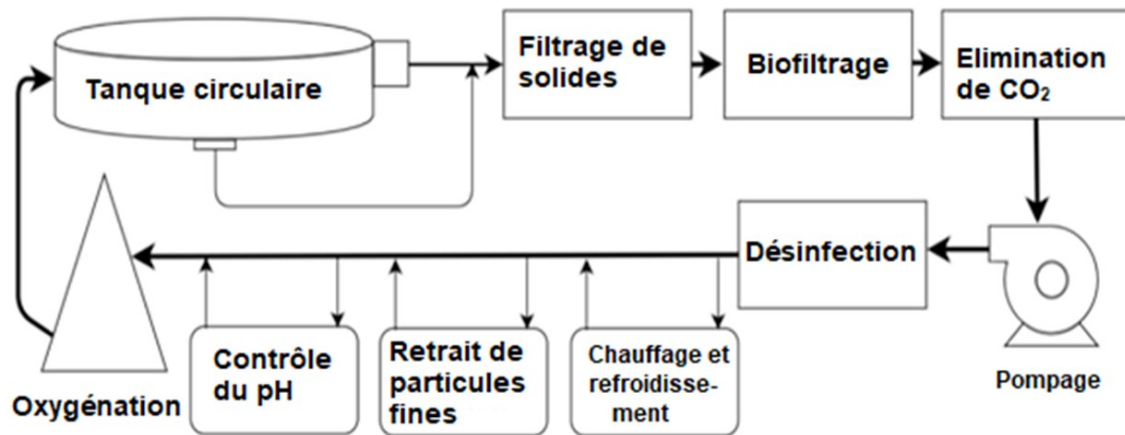 Tanque circulaire
Filtrage de
solides
Biofiltrage
Elimination
de CO₂
Pompage
Désinfection
Chauffage et
refroidisse-
ment
Retrait de
particules
fines
Contrôle
du pH
Oxygénation